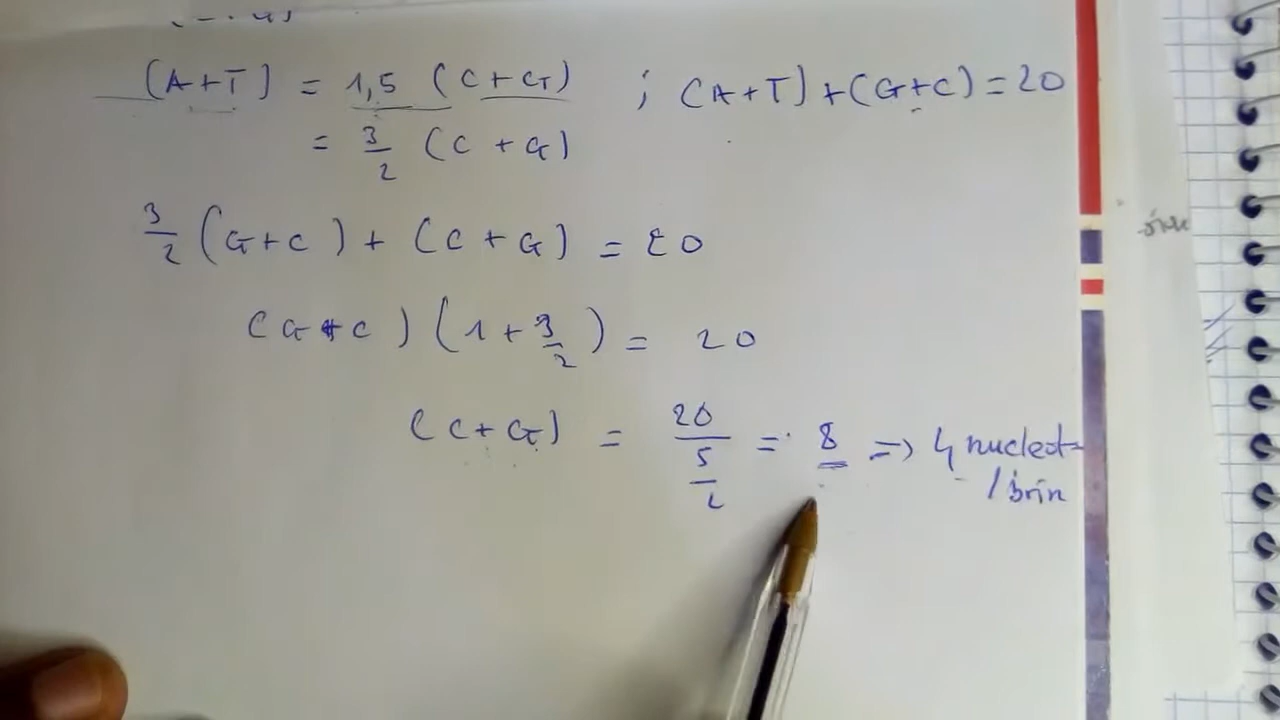 (A+T) = 1,5 (C+G) ; (A+T)+(G+C)=20
= 3/2 (C+G)
3/2 (G+C) + (C+G) = 20
(G+C) (1+3/2) = 20
(C+G) = 20/(5/2) = 8 => 4 nucleot
/brin